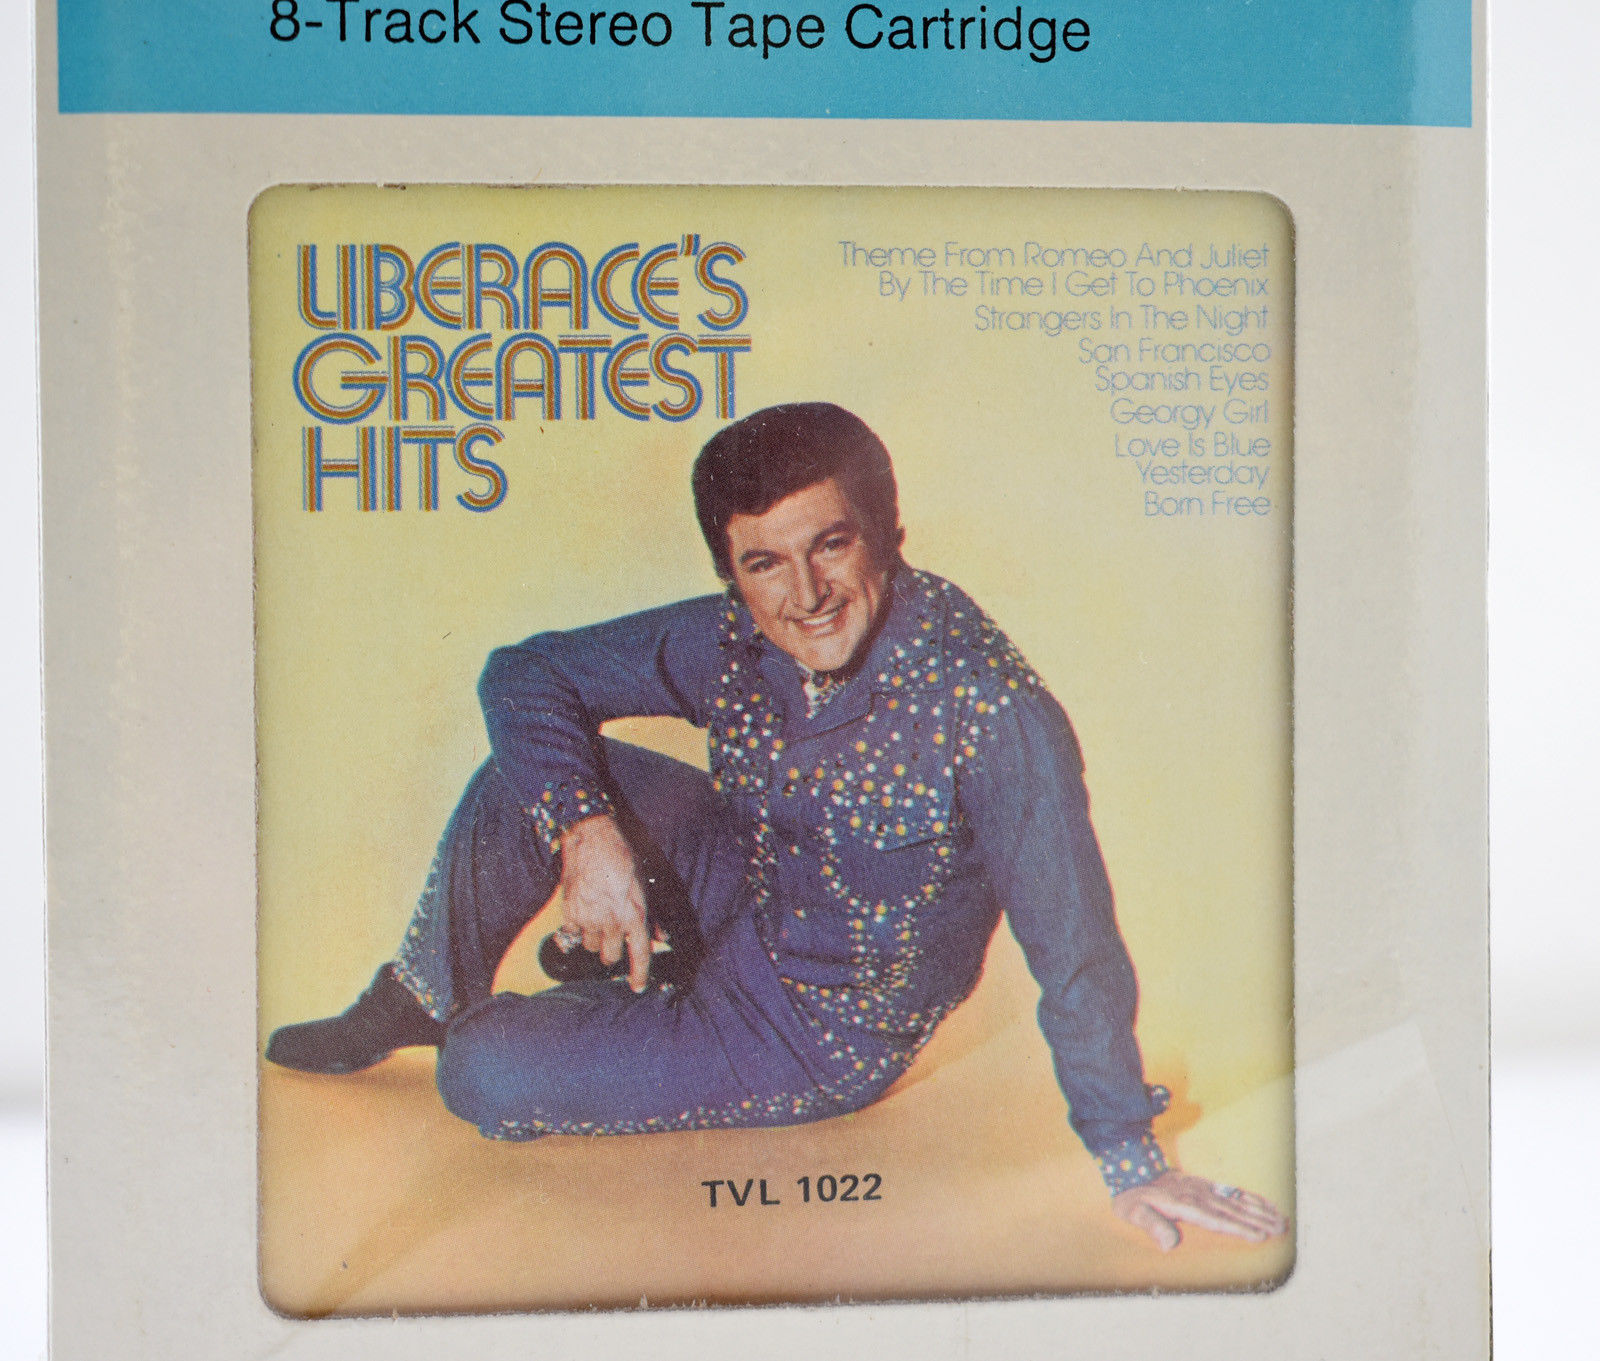 8-Track Stereo Tape Cartridge
LIBERACE'S
GREATEST
HITS
Theme From Romeo And Juliet
By The Time I Get To Phoenix
Strangers In The Night
San Francisco
Spanish Eyes
Georgy Girl
Love Is Blue
Yesterday
Born Free
TVL 1022